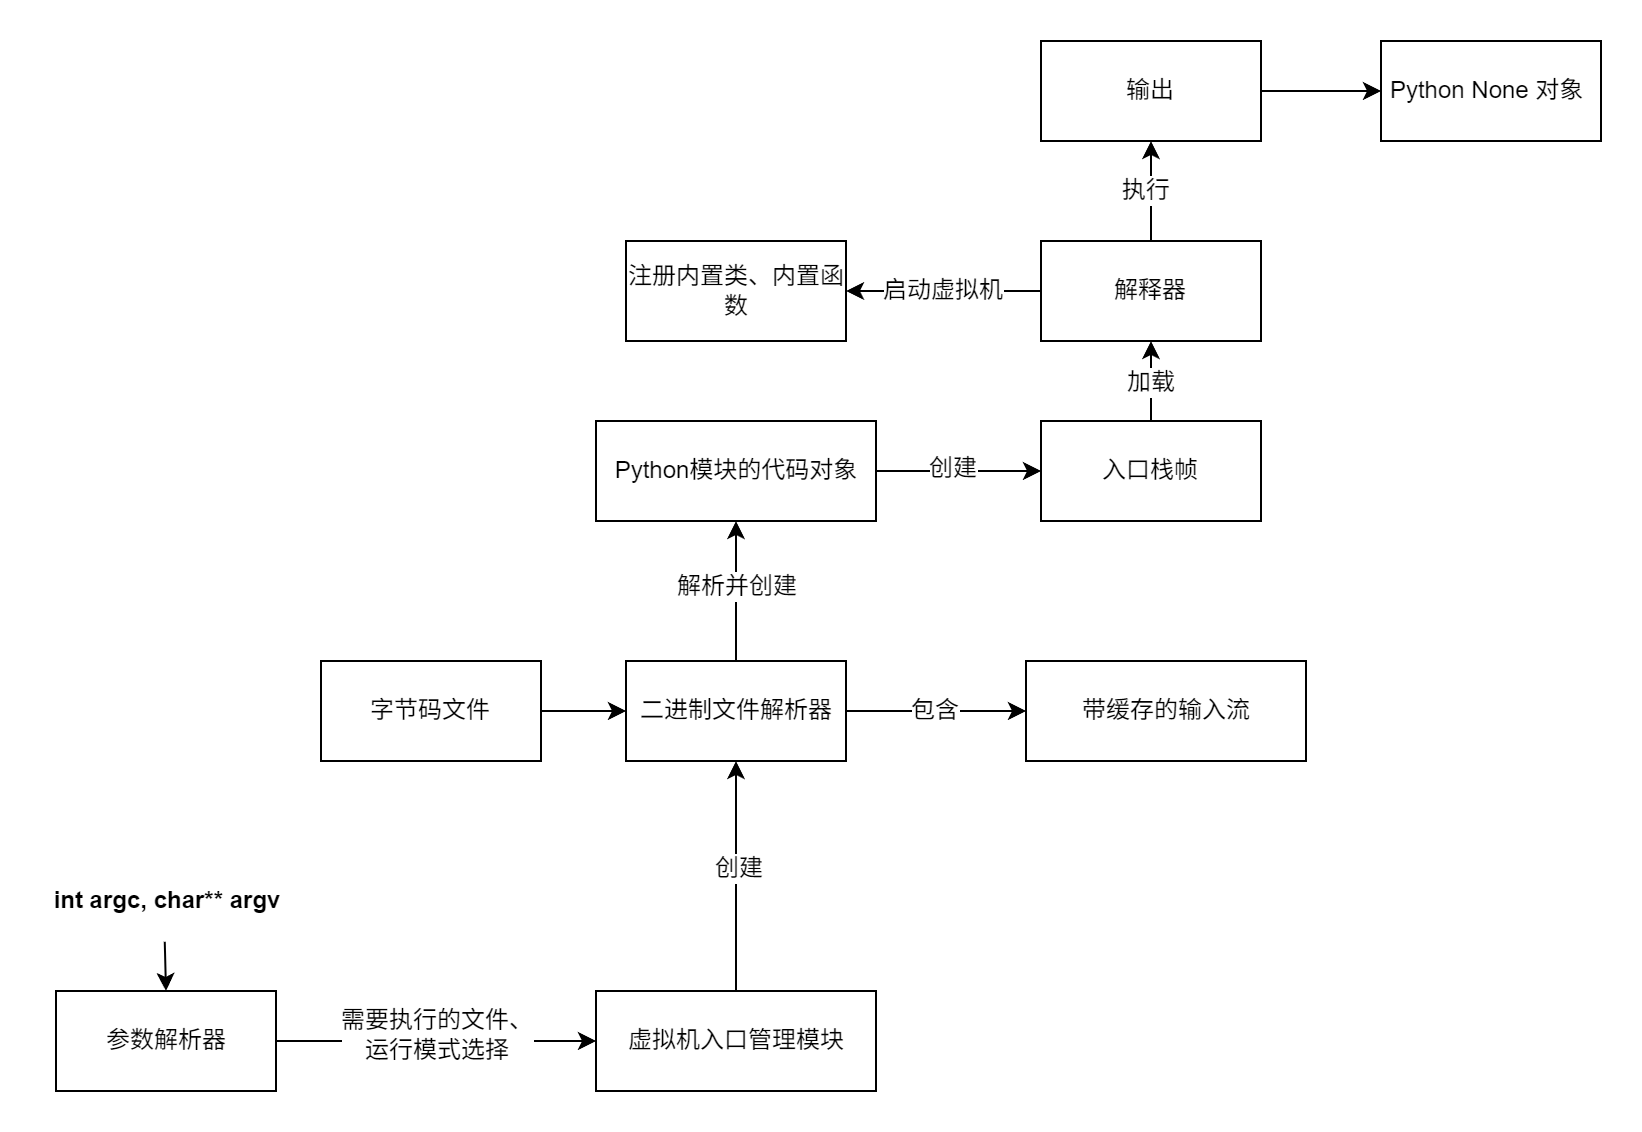 输出
Python None 对象
执行
注册内置类、内置函
数
启动虚拟机
解释器
加载
Python模块的代码对象
创建
入口栈帧
解析并创建
字节码文件
二进制文件解析器
包含
带缓存的输入流
创建
int argc, char** argv
参数解析器
需要执行的文件、
运行模式选择
虚拟机入口管理模块